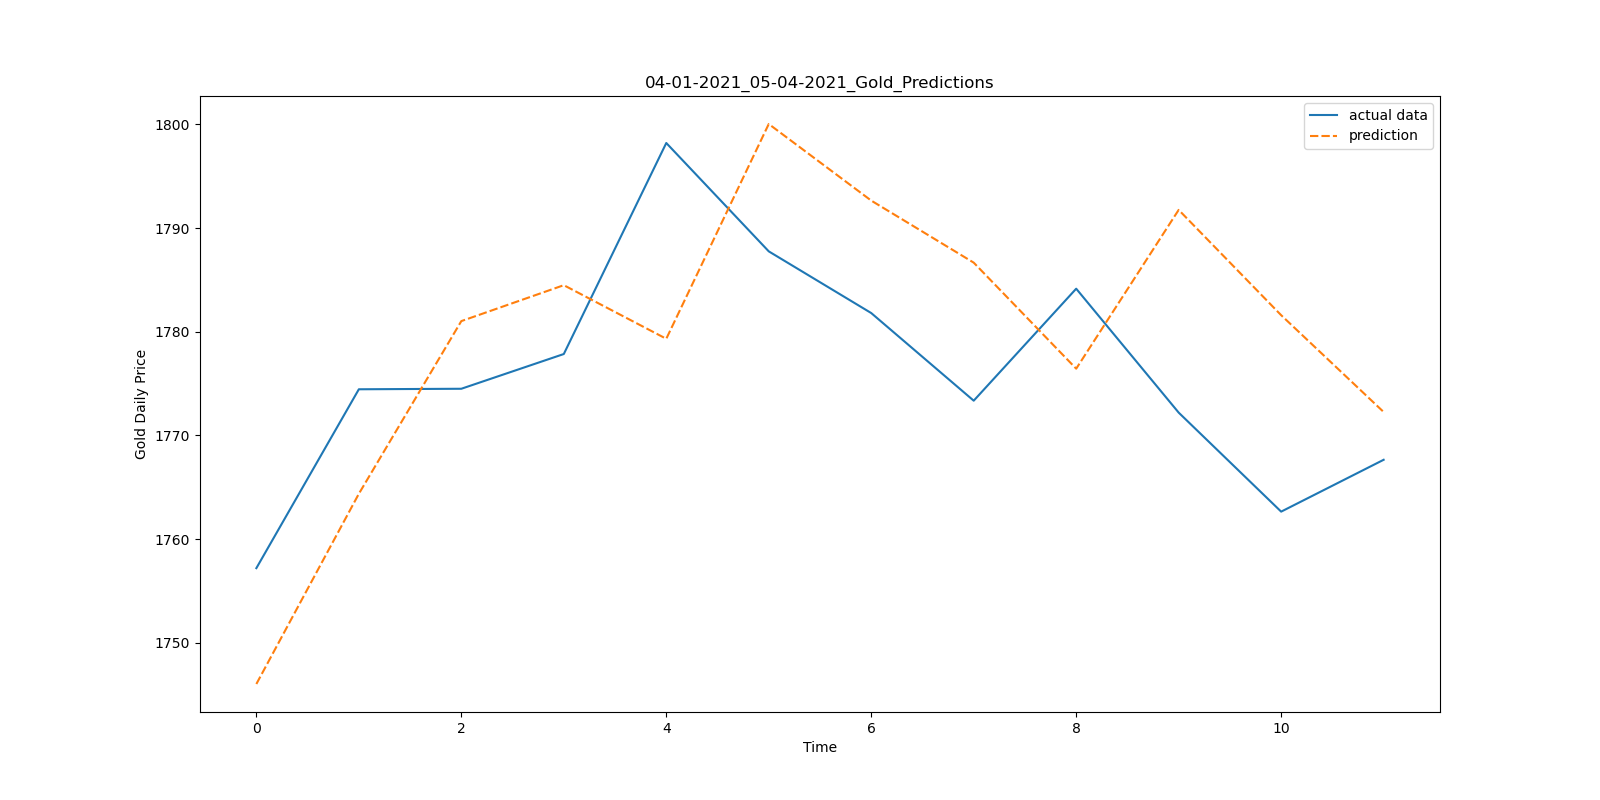 04-01-2021_05-04-2021_Gold_Predictions
actual data
prediction
1800
1790
1780
1770
1760
1750
Gold Daily Price
0 2 4 6 8 10
Time